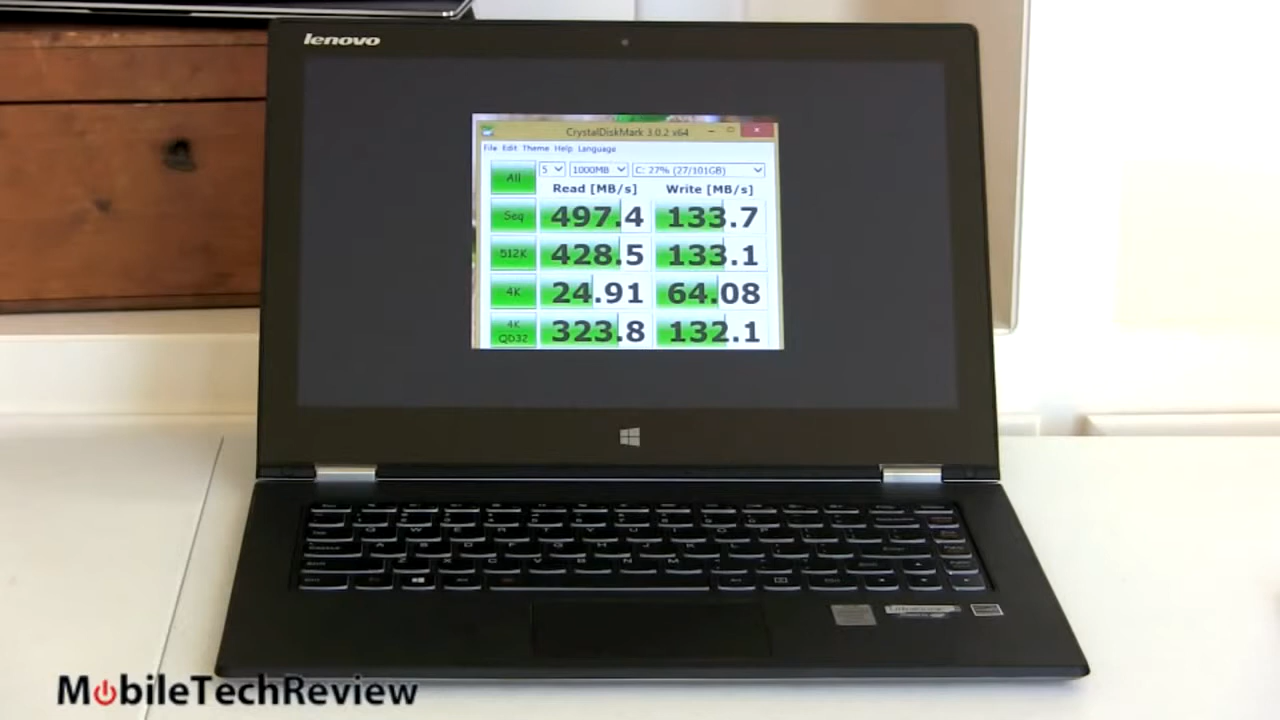 lenovo
CrystalDiskMark 3.0.2 x64
File Edit Theme Help Language
All 5 1000MB C: 27% (27/101GB)
Read [MB/s] Write [MB/s]
Seq 497.4 133.7
512K 428.5 133.1
4K 24.91 64.08
4K QD32 323.8 132.1
MobileTechReview